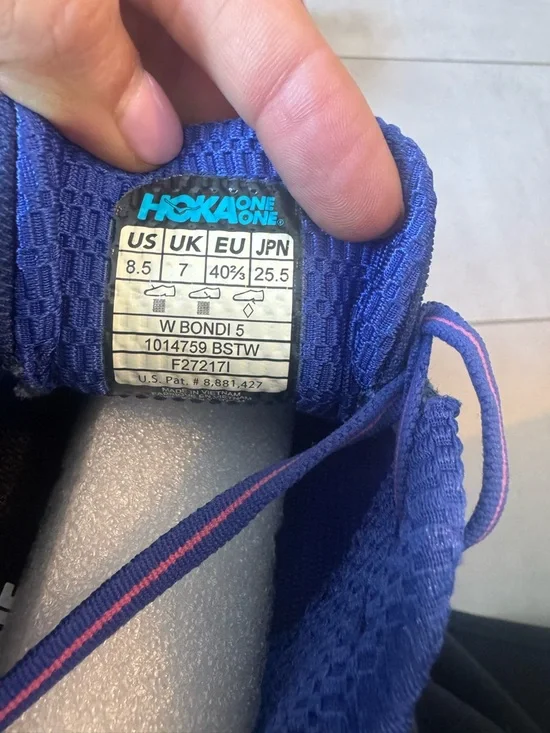 HOKA ONE ONE®
US UK EU JPN
8.5 7 40⅔ 25.5
W BONDI 5
1014759 BSTW
F27217I
U.S. Pat. # 8,881,427
MADE IN VIETNAM